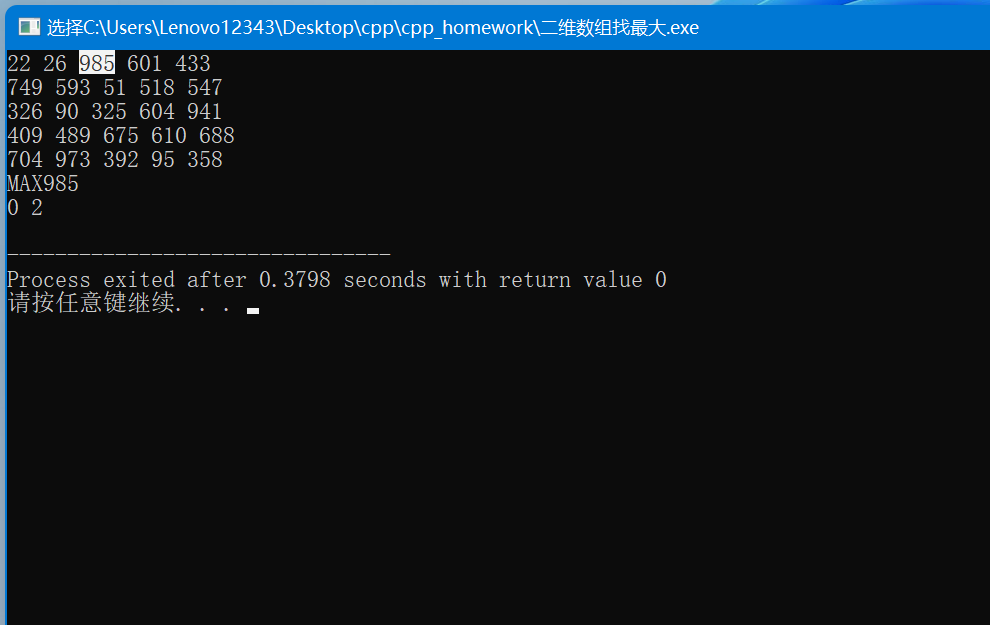 选择C:\Users\Lenovo12343\Desktop\cpp\cpp_homework\二维数组找最大.exe
22 26 985 601 433
749 593 51 518 547
326 90 325 604 941
409 489 675 610 688
704 973 392 95 358
MAX985
0 2
--------------------------------
Process exited after 0.3798 seconds with return value 0
请按任意键继续. . .